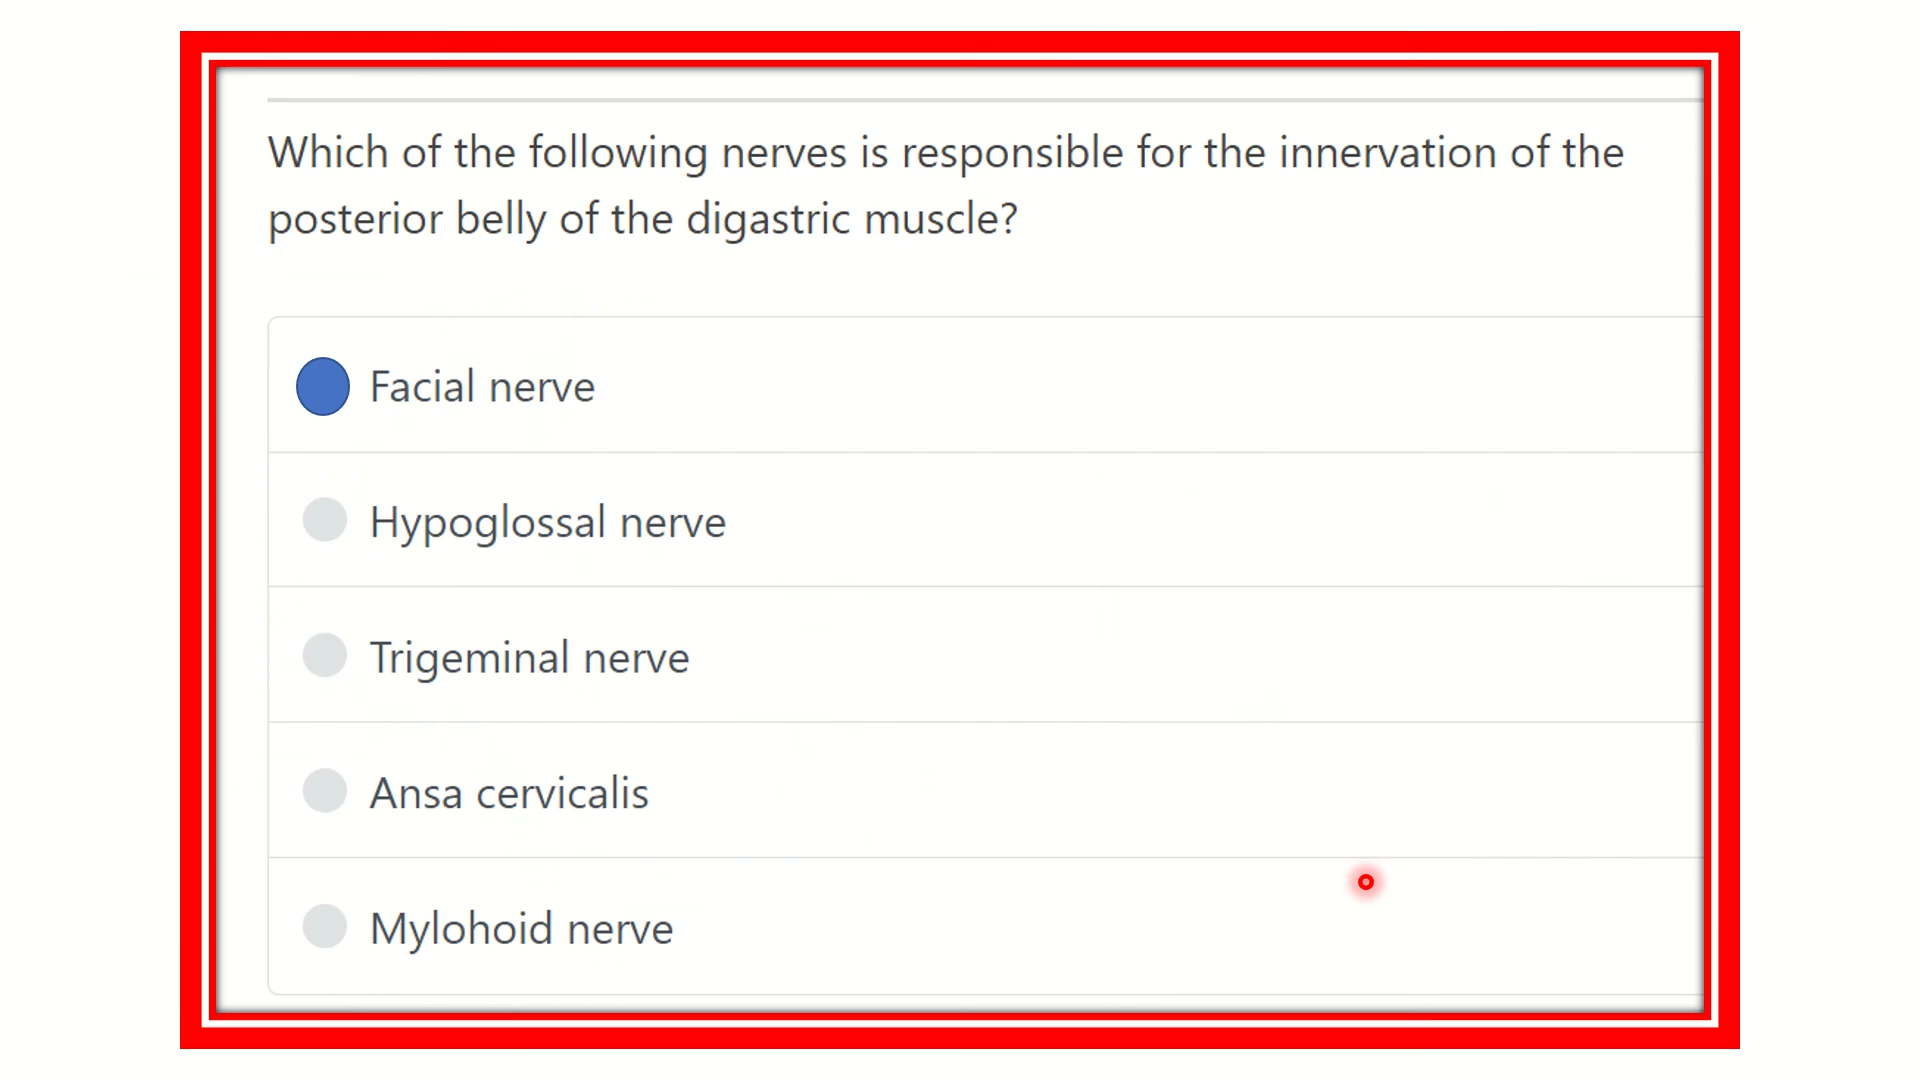 Which of the following nerves is responsible for the innervation of the
posterior belly of the digastric muscle?
Facial nerve
Hypoglossal nerve
Trigeminal nerve
Ansa cervicalis
Mylohoid nerve